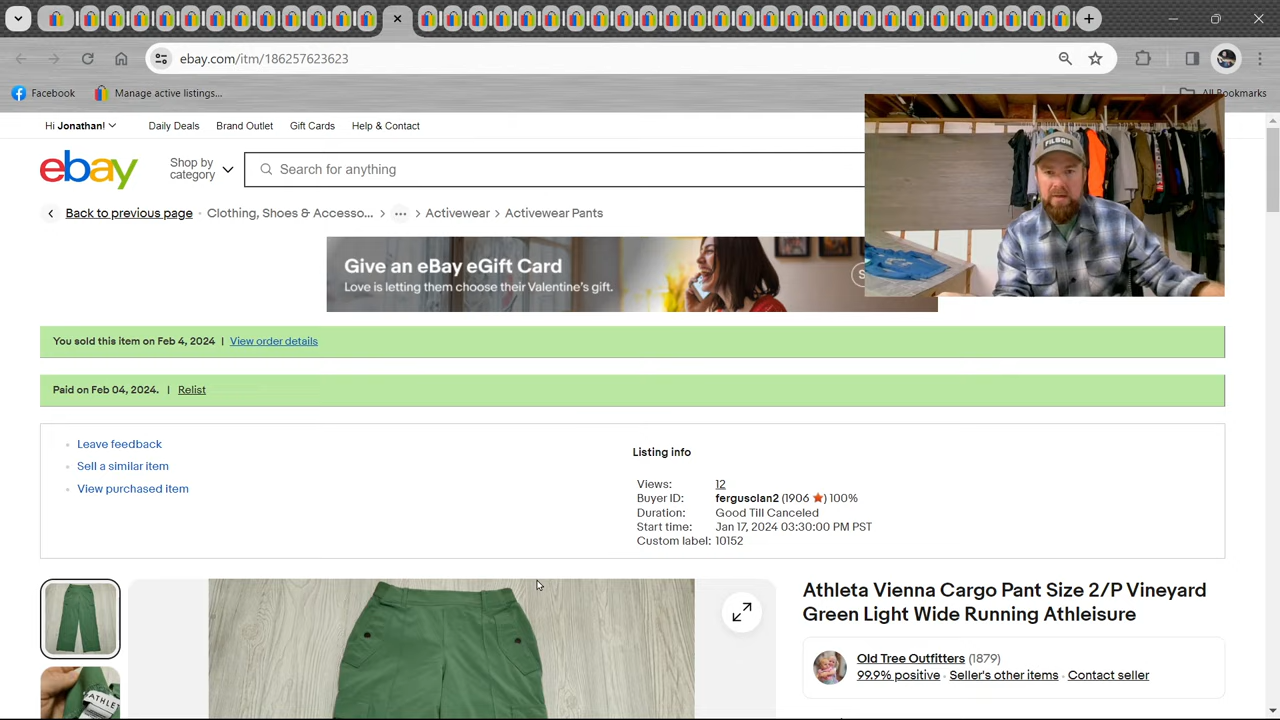 ebay.com/itm/186257623623
Facebook
Manage active listings...
All Bookmarks
Hi Jonathan!
Daily Deals
Brand Outlet
Gift Cards
Help & Contact
ebay
Shop by
category
Search for anything
FILSON
Back to previous page · Clothing, Shoes & Accesso... > ... > Activewear > Activewear Pants
Give an eBay eGift Card
Love is letting them choose their Valentine's gift.
You sold this item on Feb 4, 2024 | View order details
Paid on Feb 04, 2024. | Relist
Leave feedback
Sell a similar item
View purchased item
Listing info
Views: 12
Buyer ID: fergusolan2 (1906 ★) 100%
Duration: Good Till Canceled
Start time: Jan 17, 2024 03:30:00 PM PST
Custom label: 10152
Athleta Vienna Cargo Pant Size 2/P Vineyard
Green Light Wide Running Athleisure
Old Tree Outfitters (1879)
99.9% positive · Seller's other items · Contact seller
ATHLE